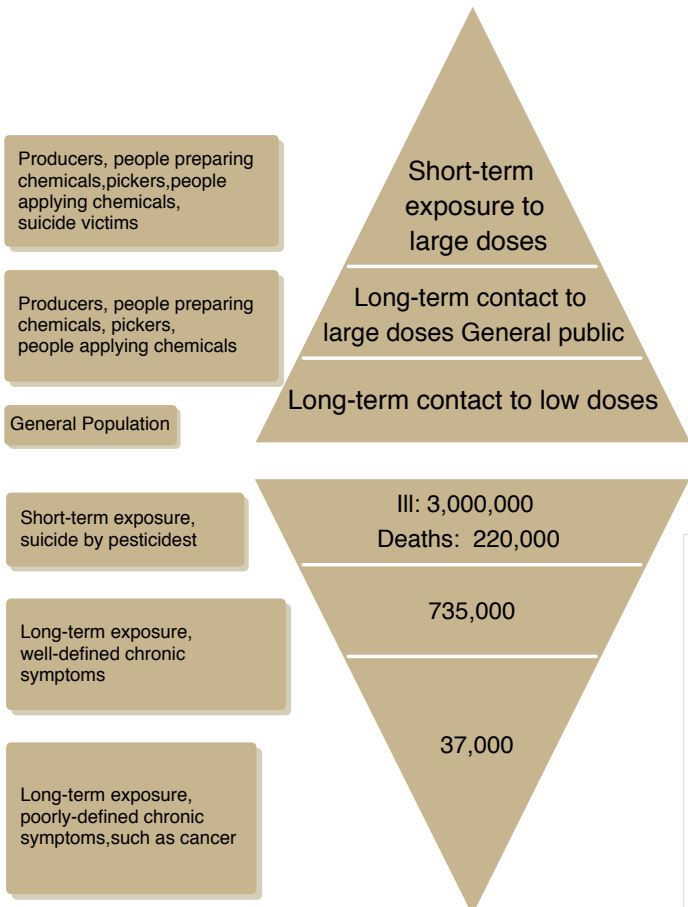 Producers, people preparing
chemicals,pickers,people
applying chemicals,
suicide victims
Short-term
exposure to
large doses
Producers, people preparing
chemicals, pickers,
people applying chemicals
Long-term contact to
large doses General public
General Population
Long-term contact to low doses
Short-term exposure,
suicide by pesticidest
Ill: 3,000,000
Deaths: 220,000
Long-term exposure,
well-defined chronic
symptoms
735,000
Long-term exposure,
poorly-defined chronic
symptoms,such as cancer
37,000